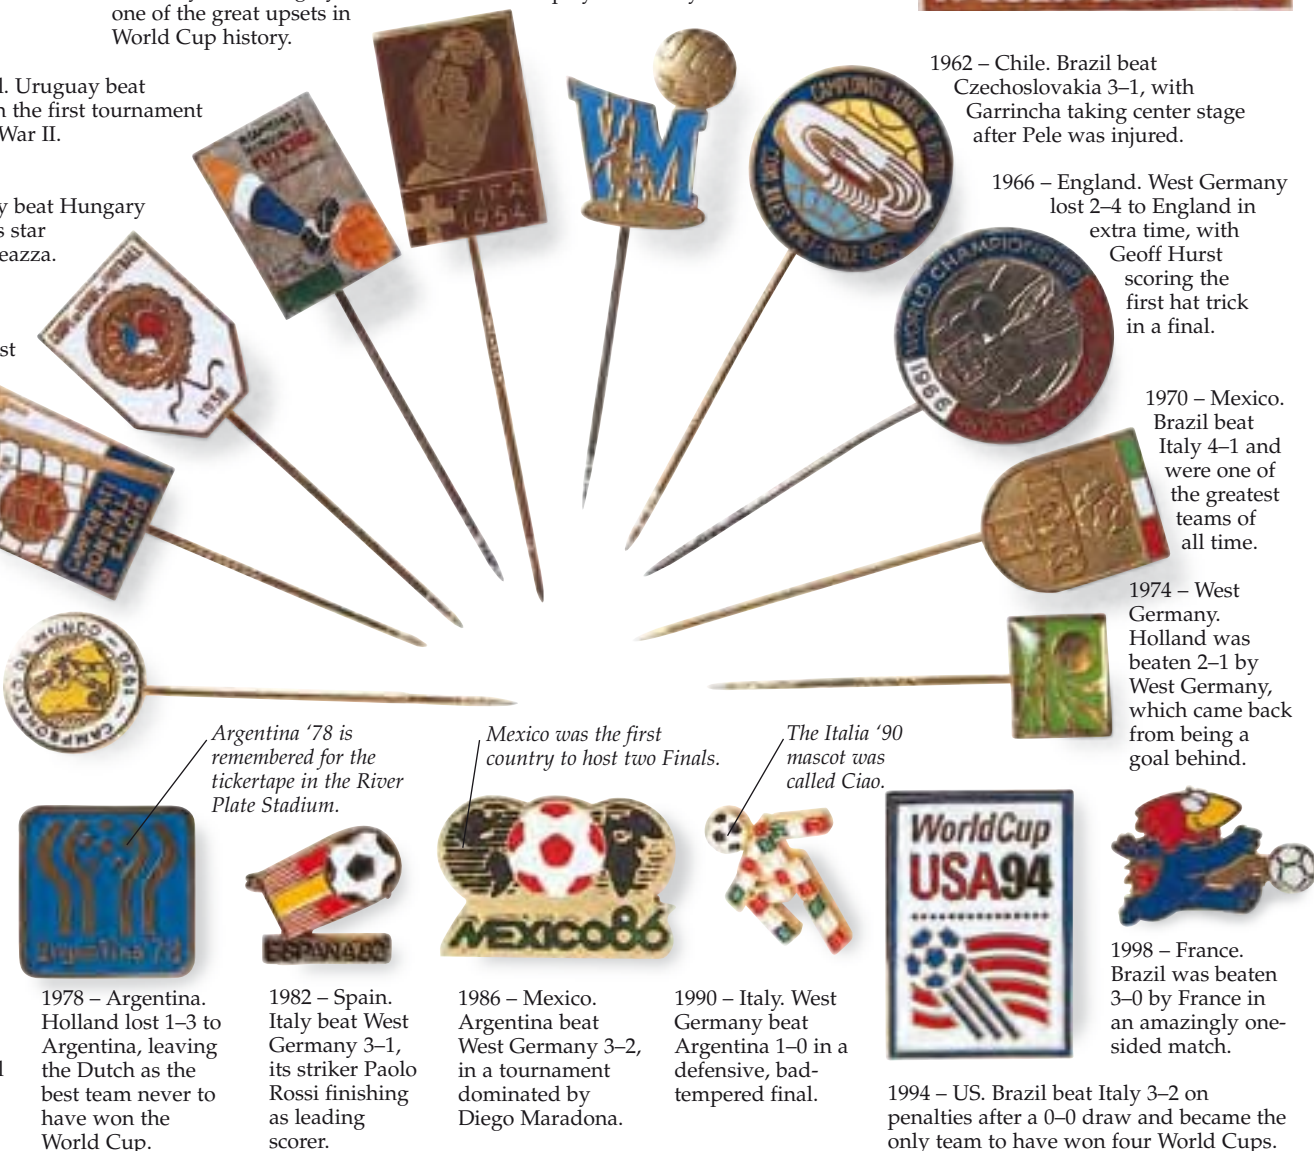 one of the great upsets in
World Cup history.
l. Uruguay beat
n the first tournament
War II.
y beat Hungary
s star
eazza.
st
1962 – Chile. Brazil beat
Czechoslovakia 3–1, with
Garrincha taking center stage
after Pele was injured.
1966 – England. West Germany
lost 2–4 to England in
extra time, with
Geoff Hurst
scoring the
first hat trick
in a final.
1970 – Mexico.
Brazil beat
Italy 4–1 and
were one of
the greatest
teams of
all time.
1974 – West
Germany.
Holland was
beaten 2–1 by
West Germany,
which came back
from being a
goal behind.
FUTEBOL
1954
VM
WORLD CHAMPIONSHIP
1966
1938
CAMPEONATO DE MUNDO – 1930 –
Argentina ‘78 is
remembered for the
tickertape in the River
Plate Stadium.
Mexico was the first
country to host two Finals.
The Italia ‘90
mascot was
called Ciao.
Argentina '78
ESPAÑA82
MEXICO86
WorldCup
USA94
1978 – Argentina.
Holland lost 1–3 to
Argentina, leaving
the Dutch as the
best team never to
have won the
World Cup.
1982 – Spain.
Italy beat West
Germany 3–1,
its striker Paolo
Rossi finishing
as leading
scorer.
1986 – Mexico.
Argentina beat
West Germany 3–2,
in a tournament
dominated by
Diego Maradona.
1990 – Italy. West
Germany beat
Argentina 1–0 in a
defensive, bad-
tempered final.
1994 – US. Brazil beat Italy 3–2 on
penalties after a 0–0 draw and became the
only team to have won four World Cups.
1998 – France.
Brazil was beaten
3–0 by France in
an amazingly one-
sided match.